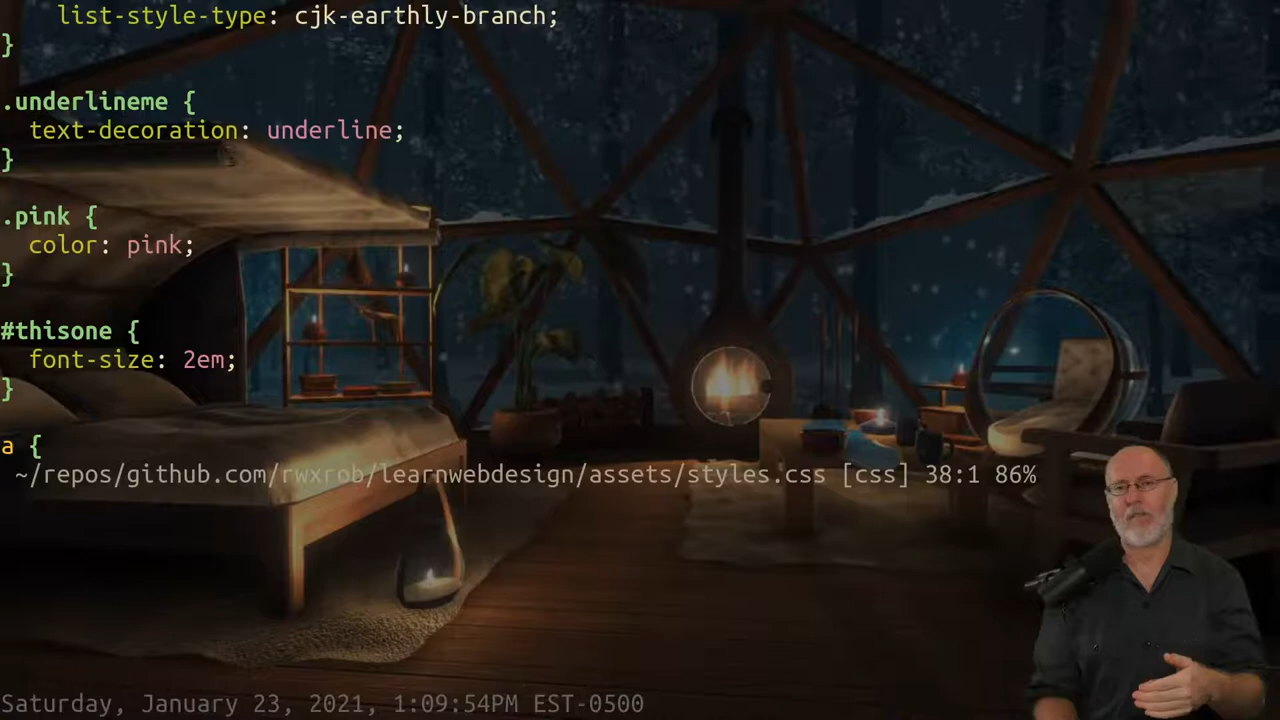 list-style-type: cjk-earthly-branch;
}
.underlineme {
text-decoration: underline;
}
.pink {
color: pink;
}
#thisone {
font-size: 2em;
}
a {
~/repos/github.com/rwxrob/learnwebdesign/assets/styles.css [css] 38:1 86%
Saturday, January 23, 2021, 1:09:54PM EST-0500